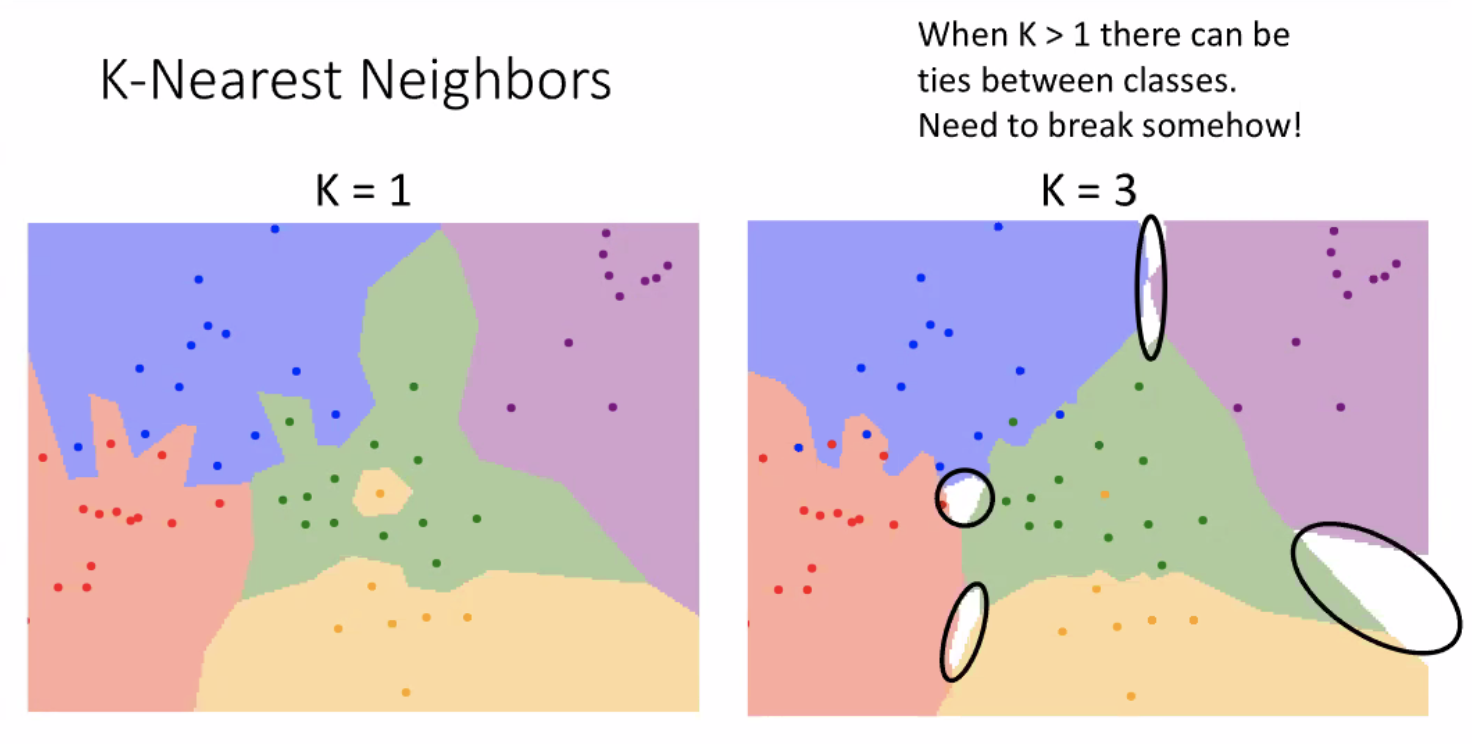 K-Nearest Neighbors
When K > 1 there can be
ties between classes.
Need to break somehow!
K = 1
K = 3